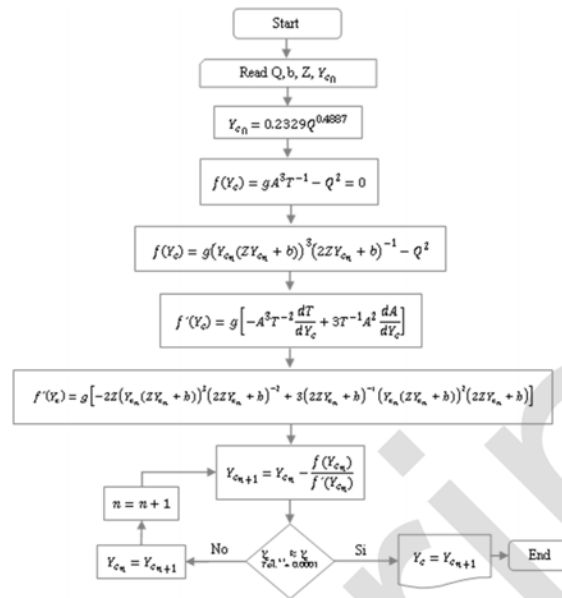 Start
Read Q, b, Z, Y_{c_0}
Y_{c_0} = 0.2329Q^{0.4887}
f(Y_c) = gA^3T^{-1} - Q^2 = 0
f(Y_c) = g(Y_{c_n}(ZY_{c_n} + b))^3(2ZY_{c_n} + b)^{-1} - Q^2
f´(Y_c) = g[-A^3T^{-2} dT/dY_c + 3T^{-1}A^2 dA/dY_c]
f´(Y_c) = g[-2Z(Y_{c_n}(ZY_{c_n} + b))^3(2ZY_{c_n} + b)^{-2} + 3(2ZY_{c_n} + b)^{-1}(Y_{c_n}(ZY_{c_n} + b))^2(2ZY_{c_n} + b)]
Y_{c_{n+1}} = Y_{c_n} - f(Y_{c_n})/f´(Y_{c_n})
n = n + 1
No
Si
Y_{c_n} = Y_{c_{n+1}}
0.0001
Y_c = Y_{c_{n+1}}
End